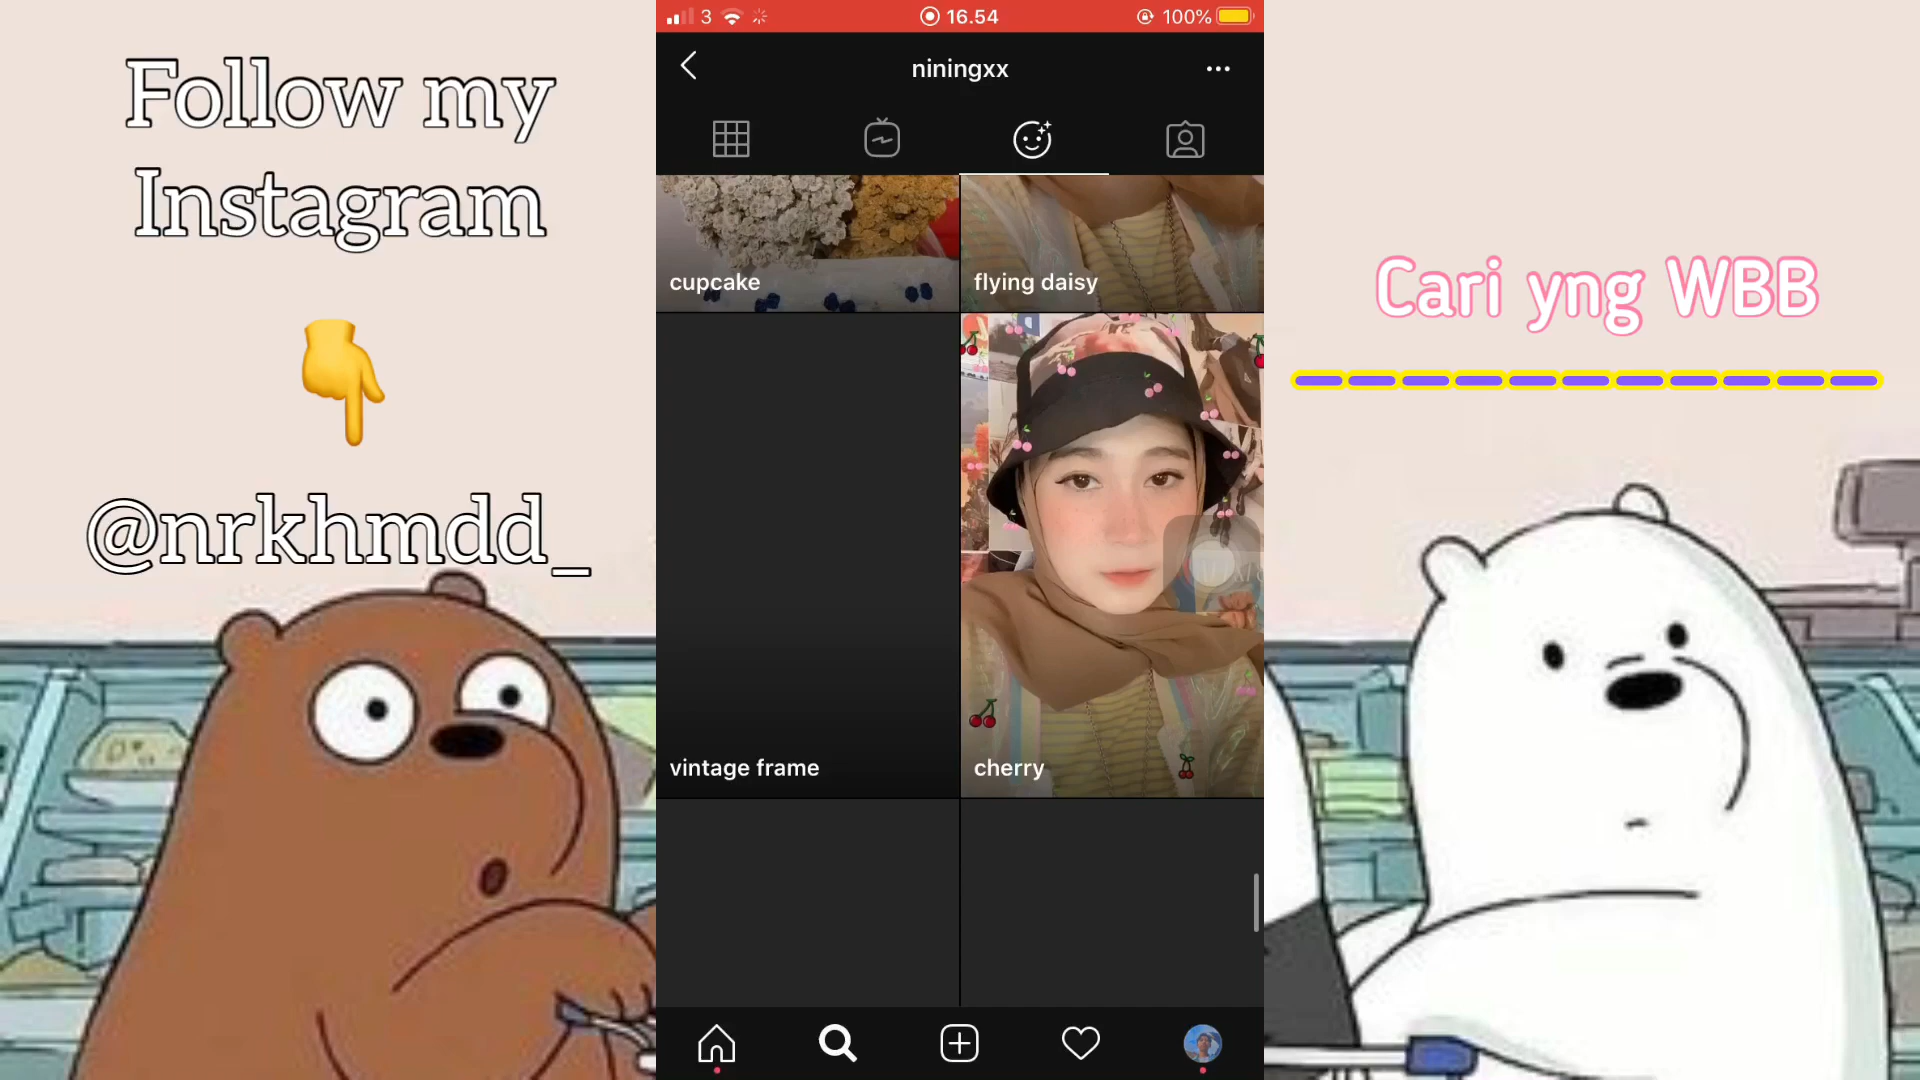 Follow my
Instagram
@nrkhmdd_
3
16.54
100%
niningxx
cupcake
flying daisy
vintage frame
cherry
Cari yng WBB